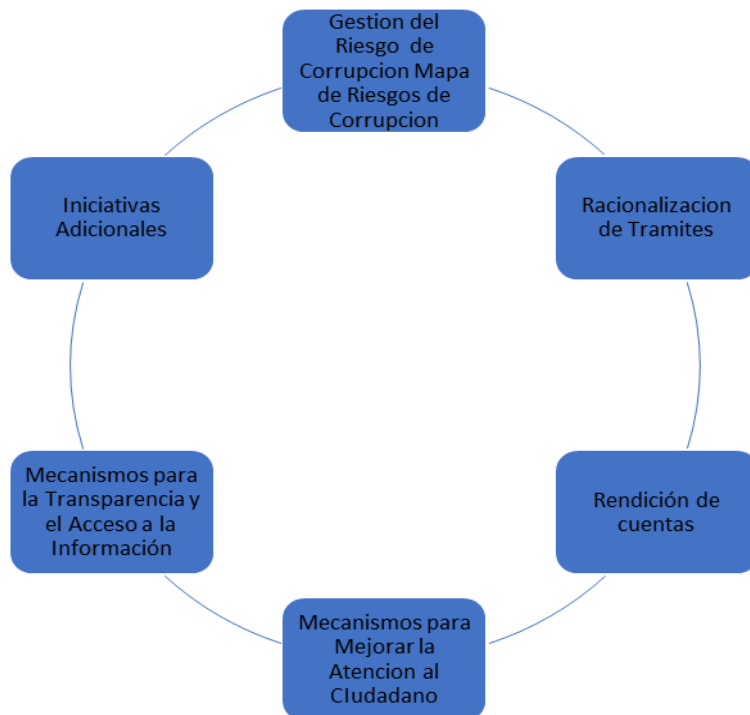 Gestion del
Riesgo de
Corrupcion Mapa
de Riesgos de
Corrupcion
Racionalizacion
de Tramites
Rendición de
cuentas
Mecanismos para
Mejorar la
Atencion al
CIudadano
Mecanismos para
la Transparencia y
el Acceso a la
Información
Iniciativas
Adicionales